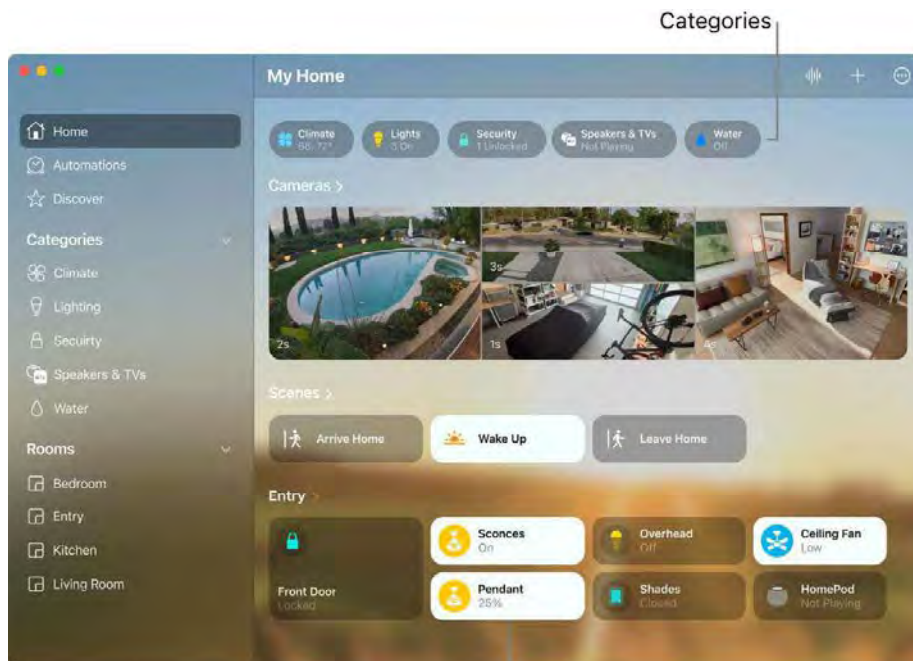 Categories
My Home
Home
Automations
Discover
Categories
Climate
Lighting
Secuirty
Speakers & TVs
Water
Rooms
Bedroom
Entry
Kitchen
Living Room
Climate
68-72°
Lights
3 On
Security
1 Unlocked
Speakers & TVs
Not Playing
Water
Off
Cameras >
2s
3s
1s
4s
Scenes >
Arrive Home
Wake Up
Leave Home
Entry >
Front Door
Locked
Sconces
On
Overhead
Off
Ceiling Fan
Low
Pendant
25%
Shades
Closed
HomePod
Not Playing